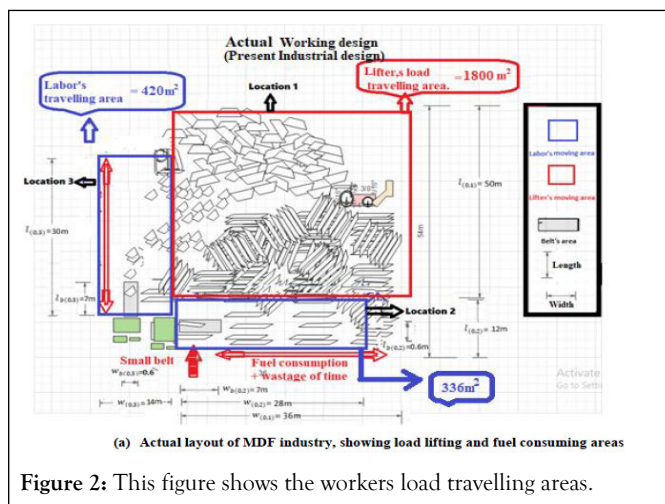 Actual Working design
(Present Industrial design)
Labor's
travelling area = 420m²
Location 1
Lifter,s load
travelling area. = 1800 m²
Location 3
l(0,3) = 30m
l(0,1) = 50m
54m
Labor's moving area
Lifter's moving area
Belt's area
Length
Width
lb(0,3) = 7m
Location 2
l(0,2) = 12m
lb(0,2) = 0.6m
Small belt
Fuel consumption
+ wastage of time
wb(0,3) = 0.6
wb(0,2) = 7m
336m²
w(0,3) = 14m
w(0,2) = 28m
w(0,1) = 36m
Activate
Go to Setti
(a) Actual layout of MDF industry, showing load lifting and fuel consuming areas
Figure 2: This figure shows the workers load travelling areas.